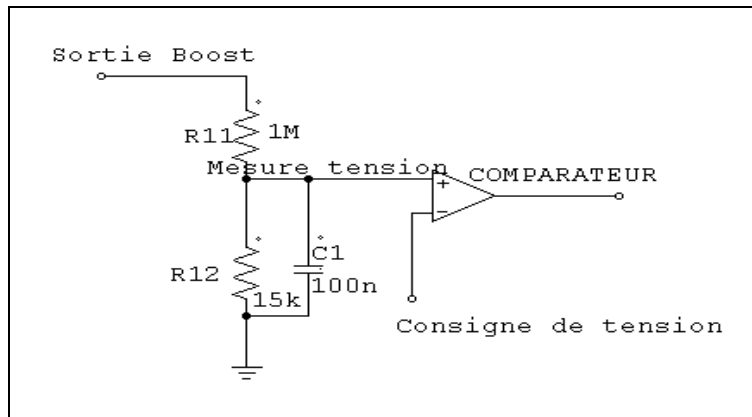 Sortie Boost
R11
1M
Mesure tension
COMPARATEUR
+
-
R12
15k
C1
100n
Consigne de tension